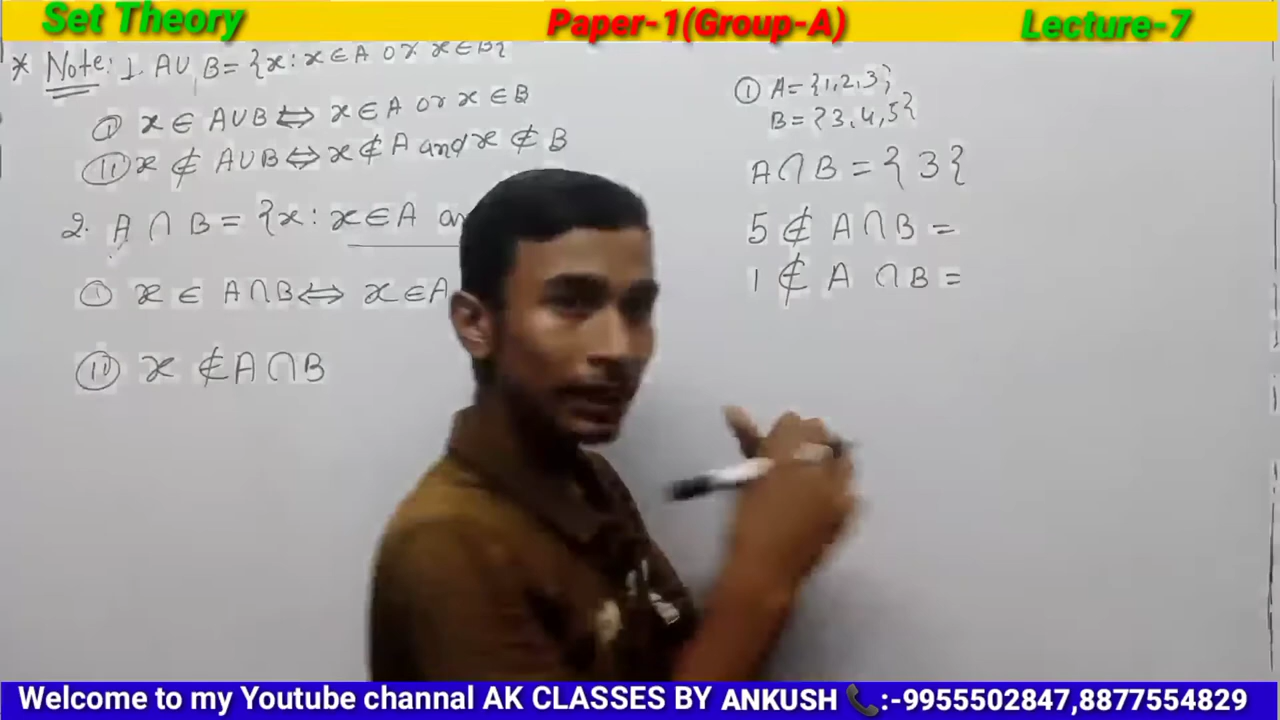 Set Theory
Paper-1(Group-A)
Lecture-7
* Note: 1. A∪B = {x: x∈A or x∈B}
(i) x ∈ A∪B ⇔ x∈A or x∈B
(ii) x ∉ A∪B ⇔ x∉A and x∉B
2. A∩B = {x: x∈A
(i) x ∈ A∩B ⇔ x∈A
(ii) x ∉ A∩B
① A = {1,2,3}
B = {3,4,5}
A∩B = {3}
5 ∉ A∩B =
1 ∉ A∩B =
Welcome to my Youtube channal AK CLASSES BY ANKUSH 📞:-9955502847,8877554829